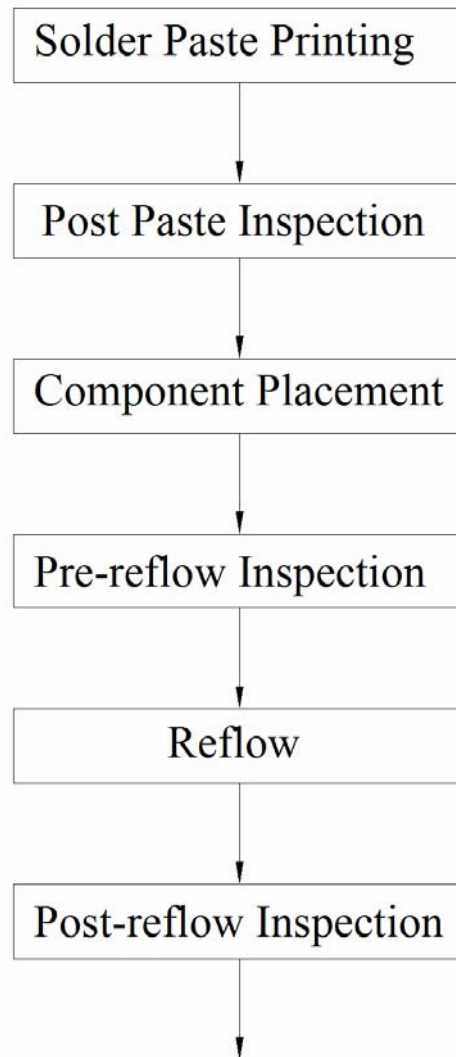 Solder Paste Printing
Post Paste Inspection
Component Placement
Pre-reflow Inspection
Reflow
Post-reflow Inspection